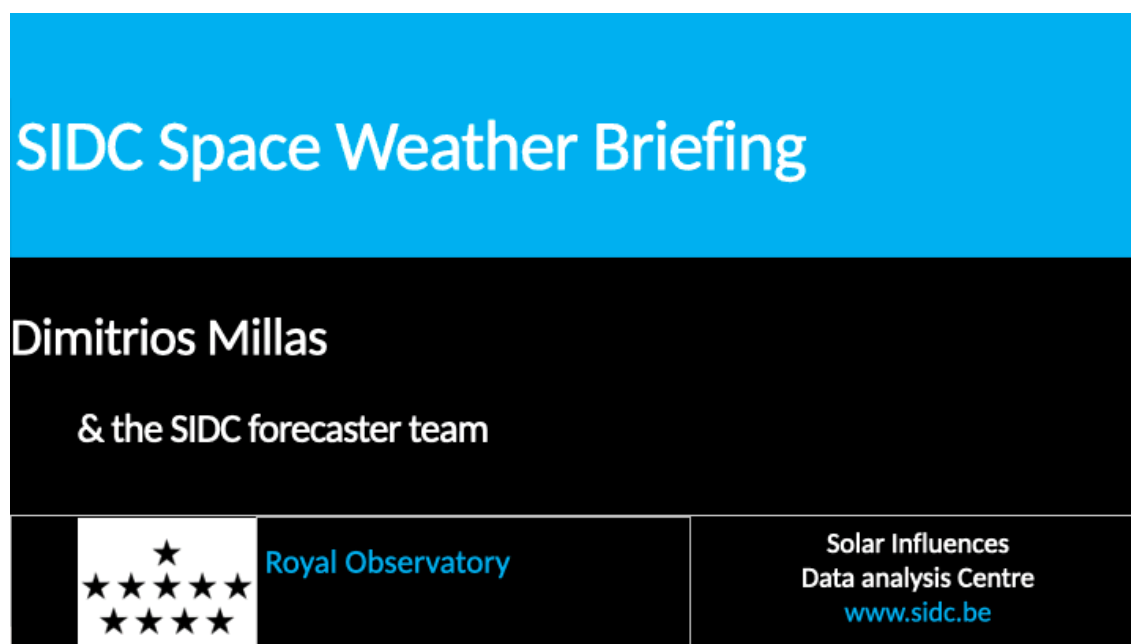 SIDC Space Weather Briefing
Dimitrios Millas
& the SIDC forecaster team
Royal Observatory
Solar Influences
Data analysis Centre
www.sidc.be